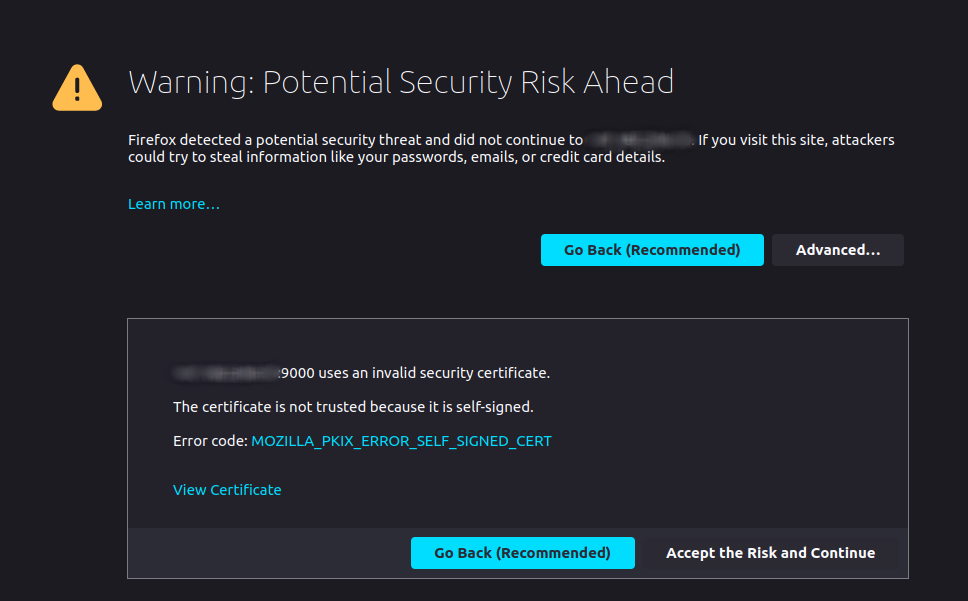 Warning: Potential Security Risk Ahead
Firefox detected a potential security threat and did not continue to . If you visit this site, attackers
could try to steal information like your passwords, emails, or credit card details.
Learn more…
Go Back (Recommended)
Advanced…
:9000 uses an invalid security certificate.
The certificate is not trusted because it is self-signed.
Error code: MOZILLA_PKIX_ERROR_SELF_SIGNED_CERT
View Certificate
Go Back (Recommended)
Accept the Risk and Continue